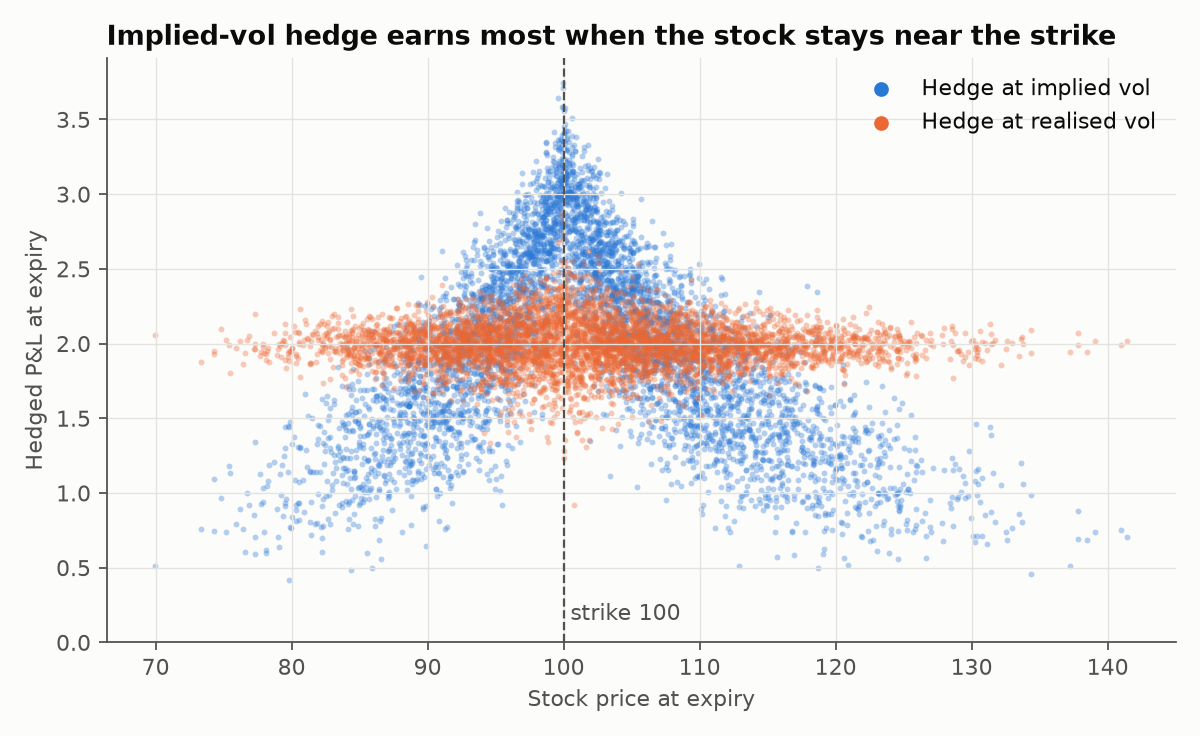 Implied-vol hedge earns most when the stock stays near the strike
Hedge at implied vol
Hedge at realised vol
Hedged P&L at expiry
3.5
3.0
2.5
2.0
1.5
1.0
0.5
0.0
strike 100
70 80 90 100 110 120 130 140
Stock price at expiry